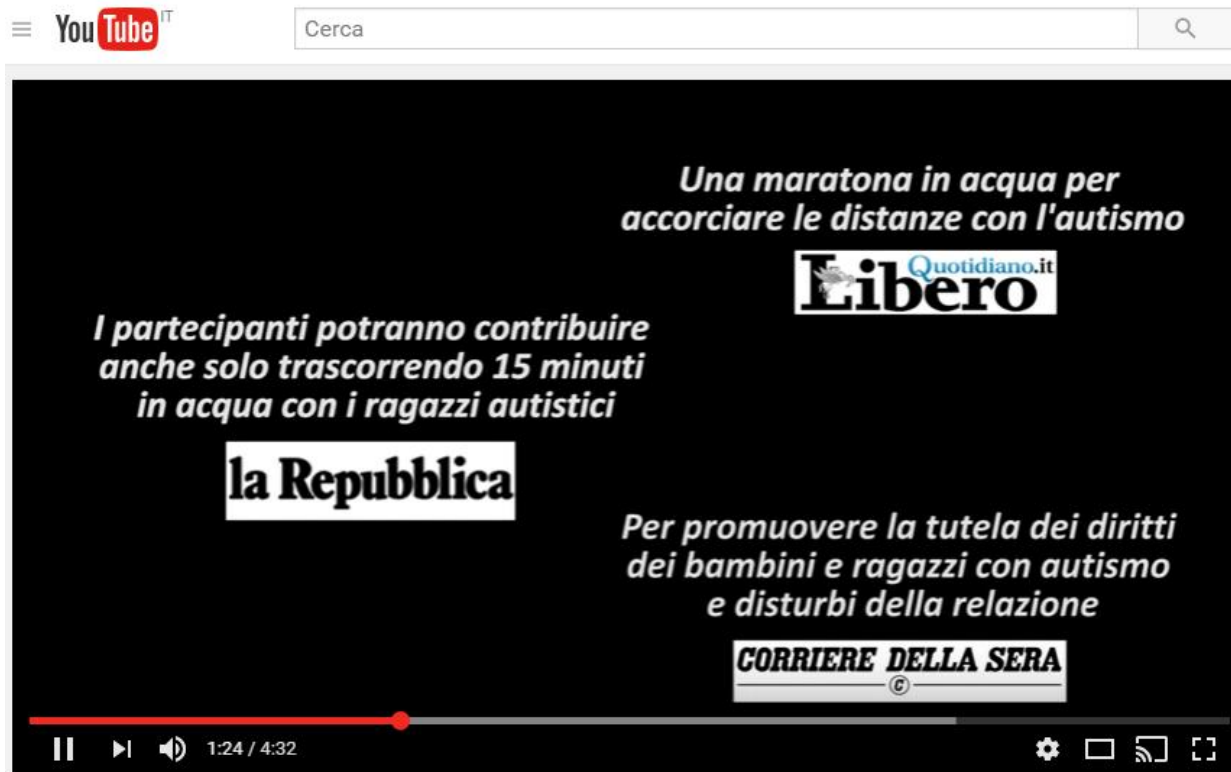 YouTube IT
Cerca
Una maratona in acqua per
accorciare le distanze con l'autismo
Libero Quotidiano.it
I partecipanti potranno contribuire
anche solo trascorrendo 15 minuti
in acqua con i ragazzi autistici
la Repubblica
Per promuovere la tutela dei diritti
dei bambini e ragazzi con autismo
e disturbi della relazione
CORRIERE DELLA SERA
©
1:24 / 4:32